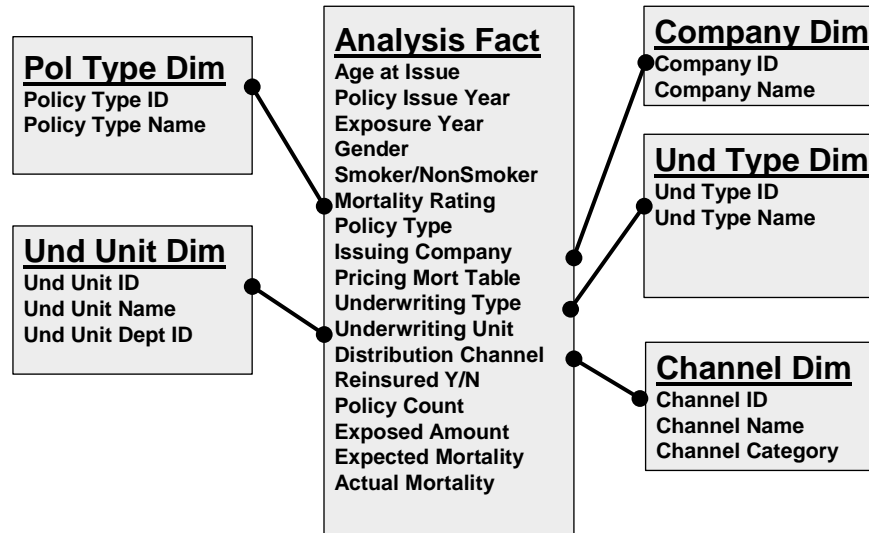 Pol Type Dim
Policy Type ID
Policy Type Name
Und Unit Dim
Und Unit ID
Und Unit Name
Und Unit Dept ID
Analysis Fact
Age at Issue
Policy Issue Year
Exposure Year
Gender
Smoker/NonSmoker
Mortality Rating
Policy Type
Issuing Company
Pricing Mort Table
Underwriting Type
Underwriting Unit
Distribution Channel
Reinsured Y/N
Policy Count
Exposed Amount
Expected Mortality
Actual Mortality
Company Dim
Company ID
Company Name
Und Type Dim
Und Type ID
Und Type Name
Channel Dim
Channel ID
Channel Name
Channel Category